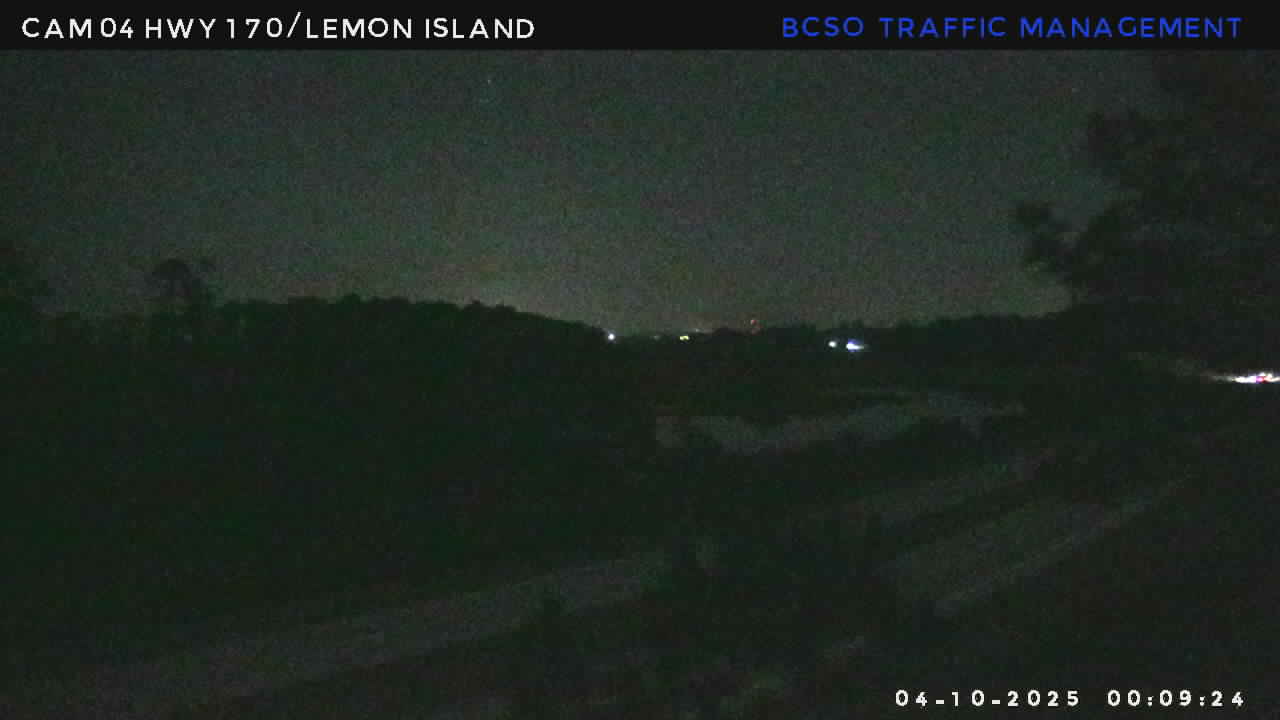 CAM04 HWY 170/LEMON ISLAND
BCSO TRAFFIC MANAGEMENT
04-10-2025 00:09:24